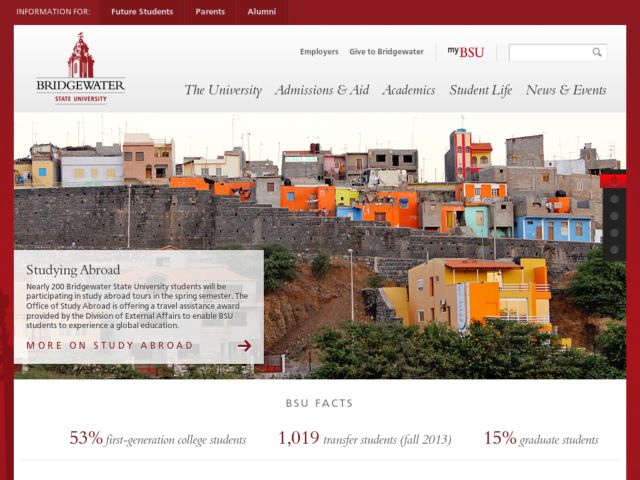 INFORMATION FOR: Future Students Parents Alumni
Employers Give to Bridgewater myBSU
BRIDGEWATER
STATE UNIVERSITY
The University Admissions & Aid Academics Student Life News & Events
Studying Abroad
Nearly 200 Bridgewater State University students will be
participating in study abroad tours in the spring semester. The
Office of Study Abroad is offering a travel assistance award
provided by the Division of External Affairs to enable BSU
students to experience a global education.
MORE ON STUDY ABROAD
BSU FACTS
53% first-generation college students 1,019 transfer students (fall 2013) 15% graduate students